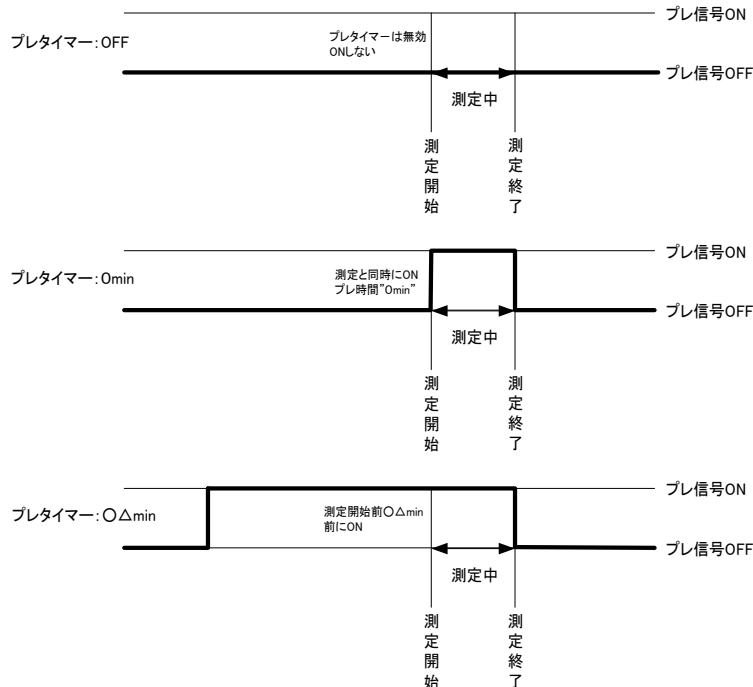 プレ信号ON
プレタイマー：OFF
プレタイマーは無効
ONしない
プレ信号OFF
測定中
測定開始
測定終了
プレ信号ON
プレタイマー：0min
測定と同時にON
プレ時間”0min”
プレ信号OFF
測定中
測定開始
測定終了
プレ信号ON
プレタイマー：○△min
測定開始前○△min
前にON
プレ信号OFF
測定中
測定開始
測定終了